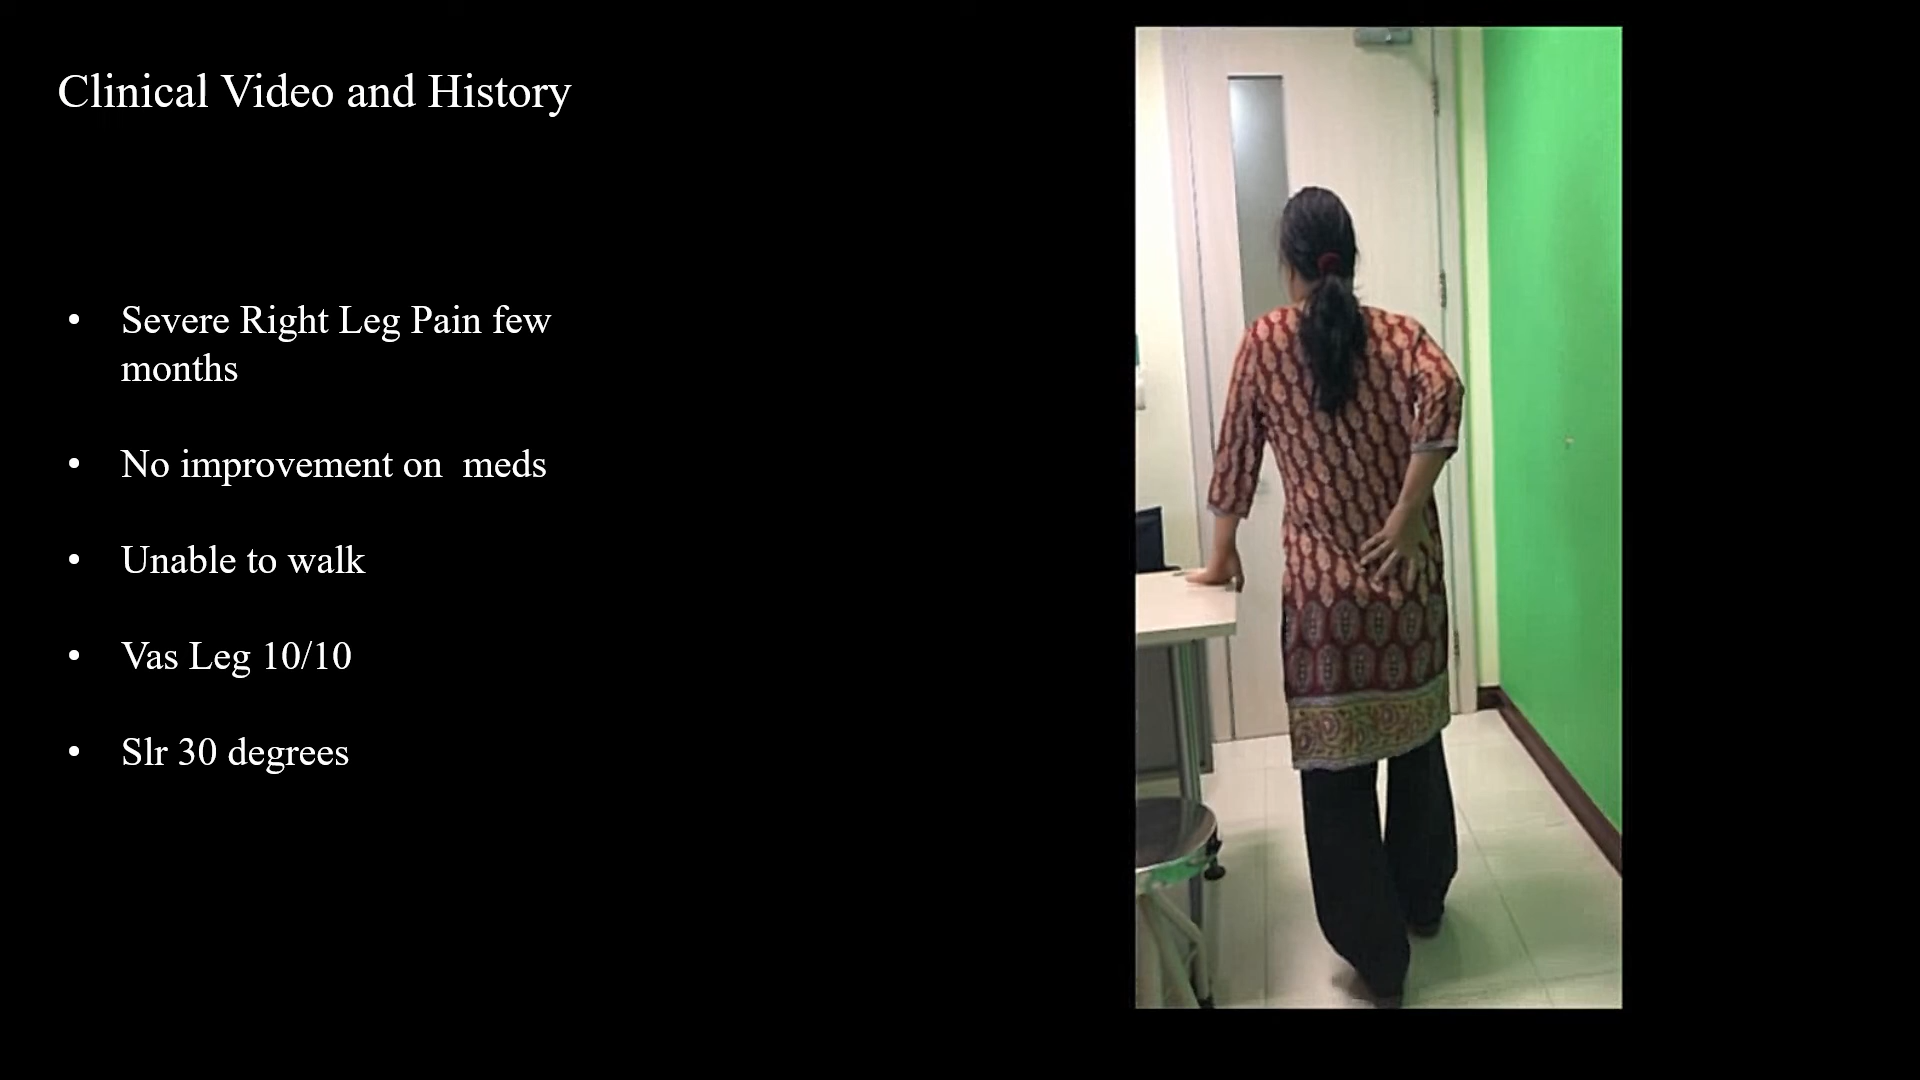 Clinical Video and History
• Severe Right Leg Pain few
months
• No improvement on  meds
• Unable to walk
• Vas Leg 10/10
• Slr 30 degrees